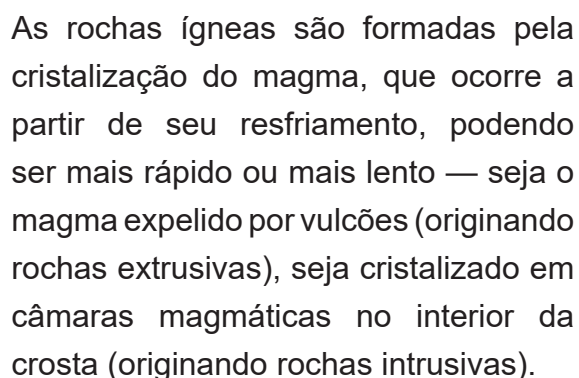 As rochas ígneas são formadas pela
cristalização do magma, que ocorre a
partir de seu resfriamento, podendo
ser mais rápido ou mais lento — seja o
magma expelido por vulcões (originando
rochas extrusivas), seja cristalizado em
câmaras magmáticas no interior da
crosta (originando rochas intrusivas).